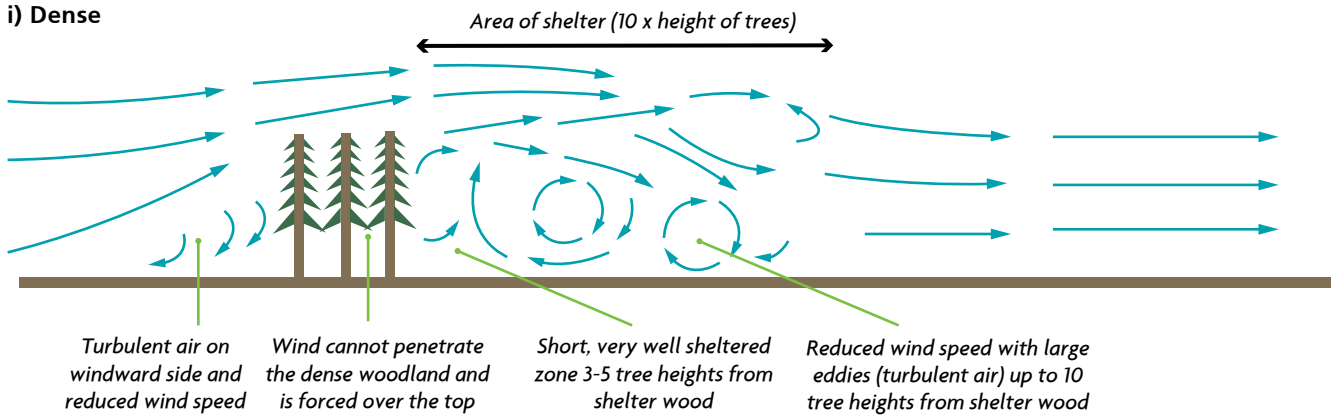 i) Dense
Area of shelter (10 x height of trees)
Turbulent air on
windward side and
reduced wind speed
Wind cannot penetrate
the dense woodland and
is forced over the top
Short, very well sheltered
zone 3-5 tree heights from
shelter wood
Reduced wind speed with large
eddies (turbulent air) up to 10
tree heights from shelter wood